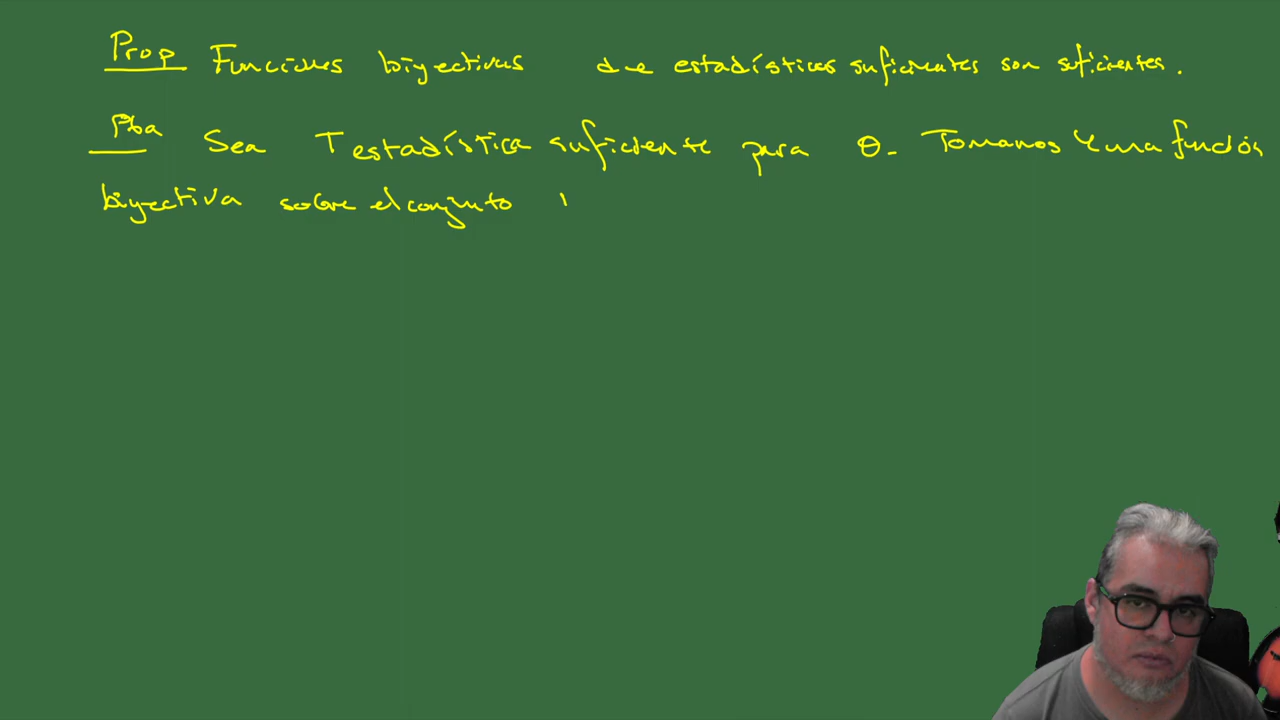 Prop Funciones biyectivas de estadísticas suficientes son suficientes.
Pba Sea T estadística suficiente para θ. Tomamos φ una función
biyectiva sobre el conjunto